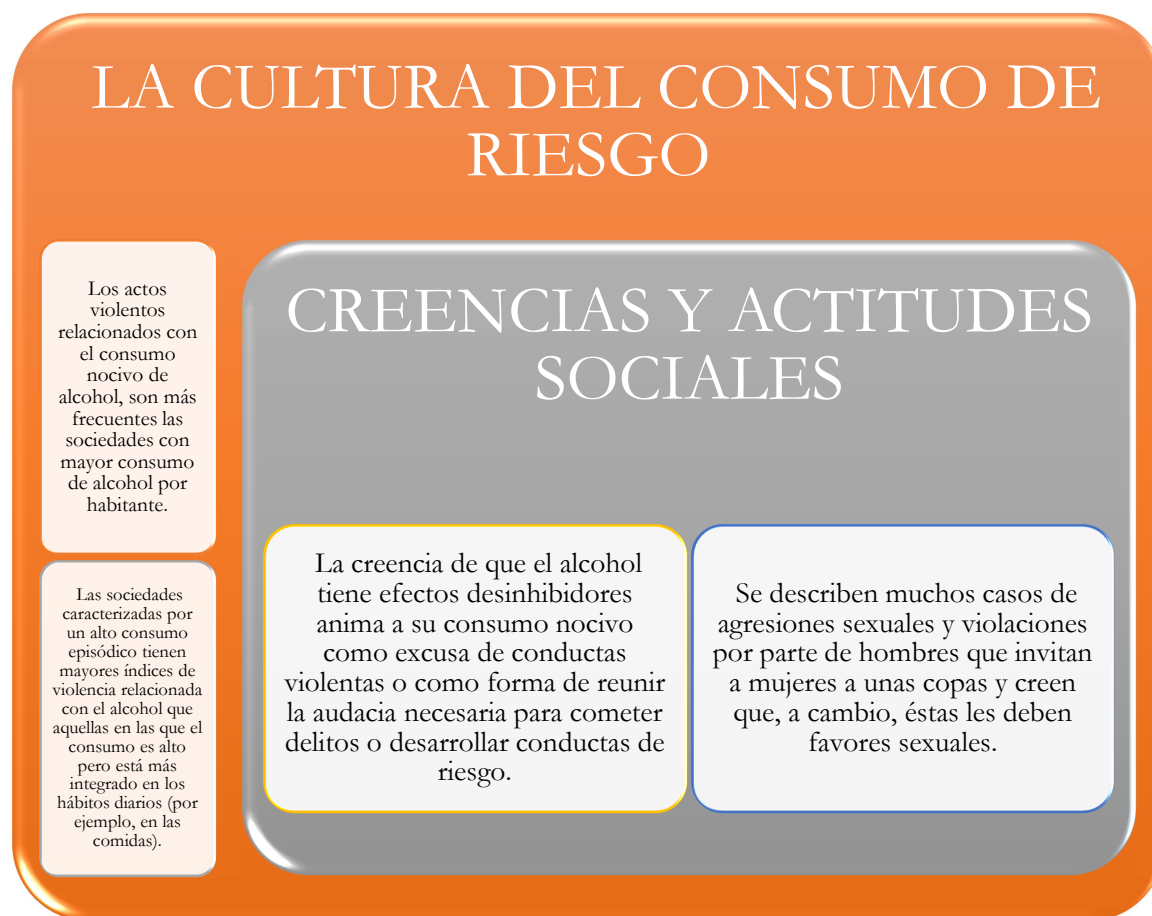 LA CULTURA DEL CONSUMO DE
RIESGO
Los actos
violentos
relacionados con
el consumo
nocivo de
alcohol, son más
frecuentes las
sociedades con
mayor consumo
de alcohol por
habitante.
Las sociedades
caracterizadas por
un alto consumo
episódico tienen
mayores índices de
violencia relacionada
con el alcohol que
aquellas en las que el
consumo es alto
pero está más
integrado en los
hábitos diarios (por
ejemplo, en las
comidas).
CREENCIAS Y ACTITUDES
SOCIALES
La creencia de que el alcohol
tiene efectos desinhibidores
anima a su consumo nocivo
como excusa de conductas
violentas o como forma de reunir
la audacia necesaria para cometer
delitos o desarrollar conductas de
riesgo.
Se describen muchos casos de
agresiones sexuales y violaciones
por parte de hombres que invitan
a mujeres a unas copas y creen
que, a cambio, éstas les deben
favores sexuales.